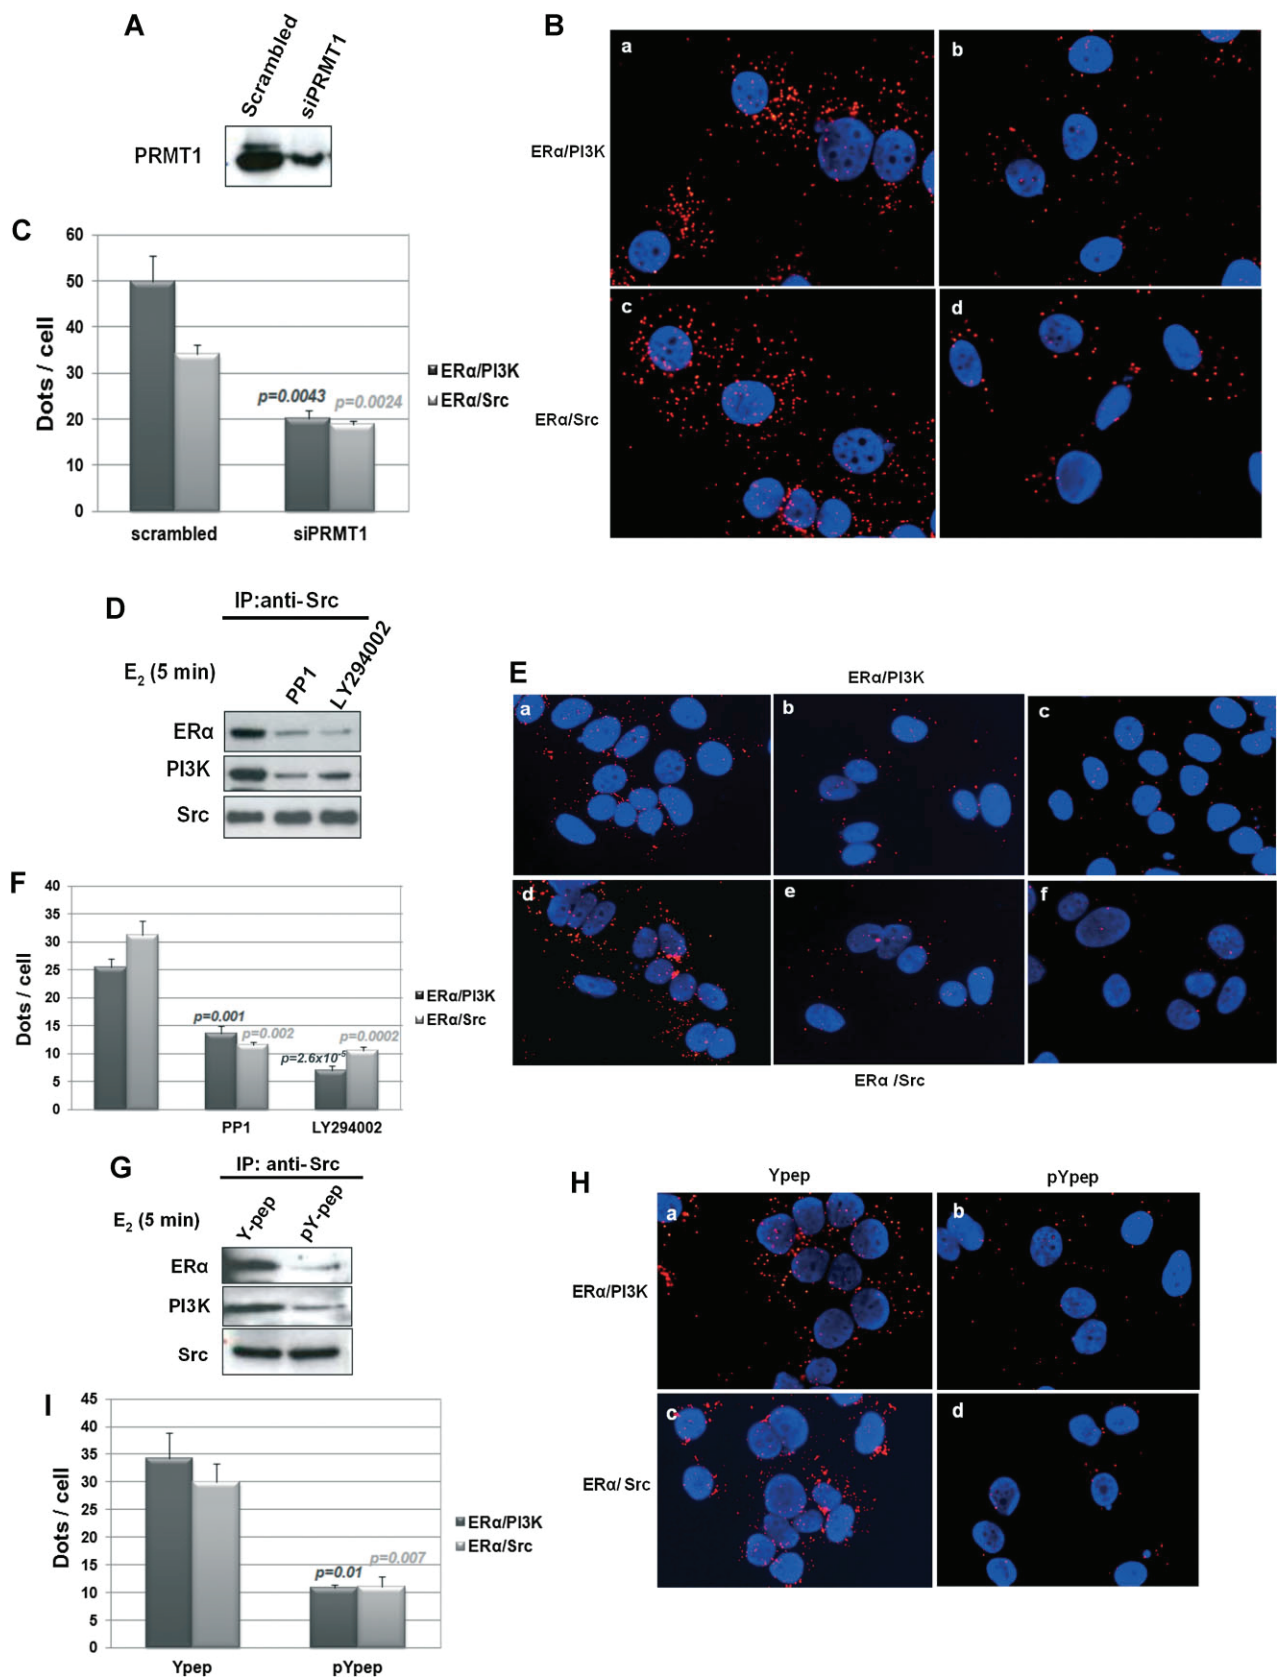 A
Scrambled
siPRMT1
PRMT1
B
a
b
ERα/PI3K
c
d
ERα/Src
C
60
50
40
30
20
10
0
Dots / cell
p=0.0043
p=0.0024
ERα/PI3K
ERα/Src
scrambled
siPRMT1
D
IP:anti-Src
E₂ (5 min)
PP1
LY294002
ERα
PI3K
Src
E
ERα/PI3K
a
b
c
d
e
f
ERα /Src
F
40
35
30
25
20
15
10
5
0
Dots / cell
p=0.001
p=0.002
p=2.6x10⁻⁵
p=0.0002
ERα/PI3K
ERα/Src
PP1
LY294002
G
IP: anti-Src
E₂ (5 min)
Y-pep
pY-pep
ERα
PI3K
Src
H
Ypep
pYpep
a
b
ERα/PI3K
c
d
ERα/ Src
I
45
40
35
30
25
20
15
10
5
0
Dots / cell
p=0.01
p=0.007
ERα/PI3K
ERα/Src
Ypep
pYpep